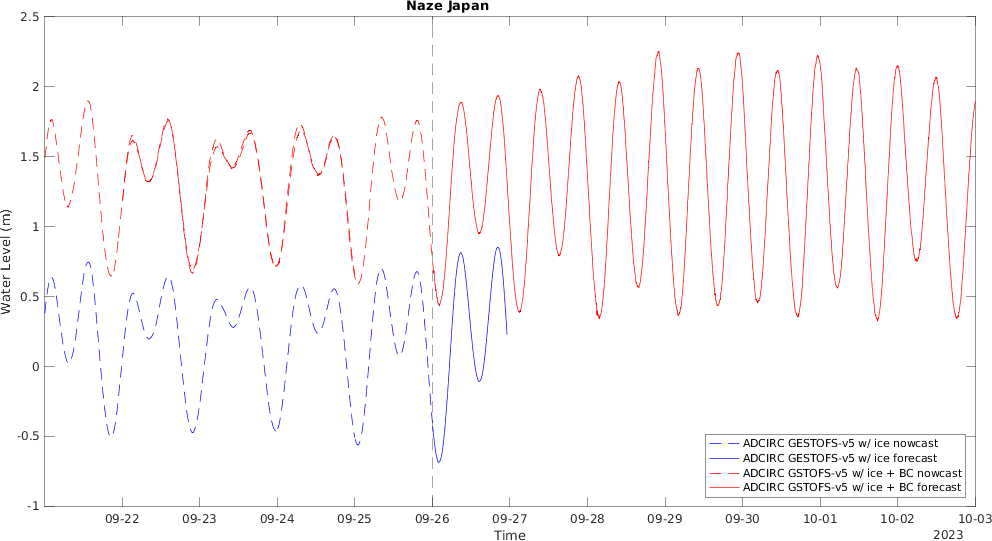 Naze Japan
2.5
2
1.5
1
0.5
0
-0.5
-1
Water Level (m)
09-22 09-23 09-24 09-25 09-26 09-27 09-28 09-29 09-30 10-01 10-02 10-03
Time
2023
ADCIRC GESTOFS-v5 w/ ice nowcast
ADCIRC GESTOFS-v5 w/ ice forecast
ADCIRC GSTOFS-v5 w/ ice + BC nowcast
ADCIRC GSTOFS-v5 w/ ice + BC forecast